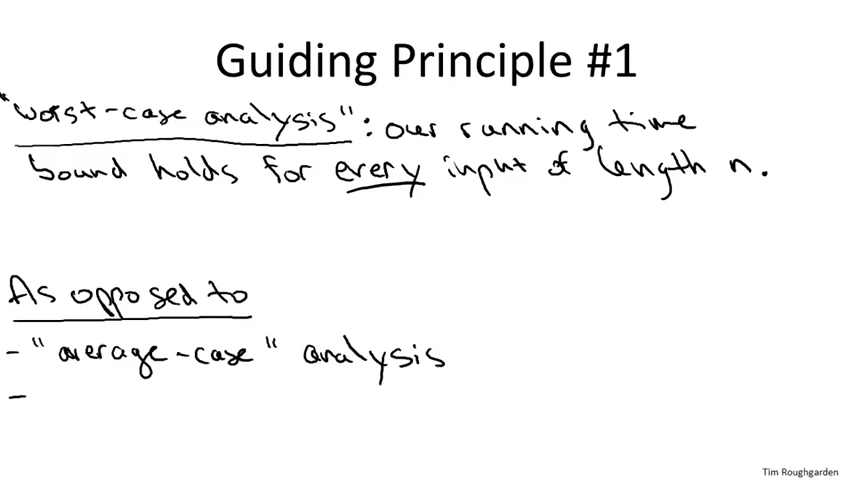 Guiding Principle #1
"worst-case analysis" : our running time
bound holds for every input of length n.
As opposed to
- "average-case" analysis
-
Tim Roughgarden